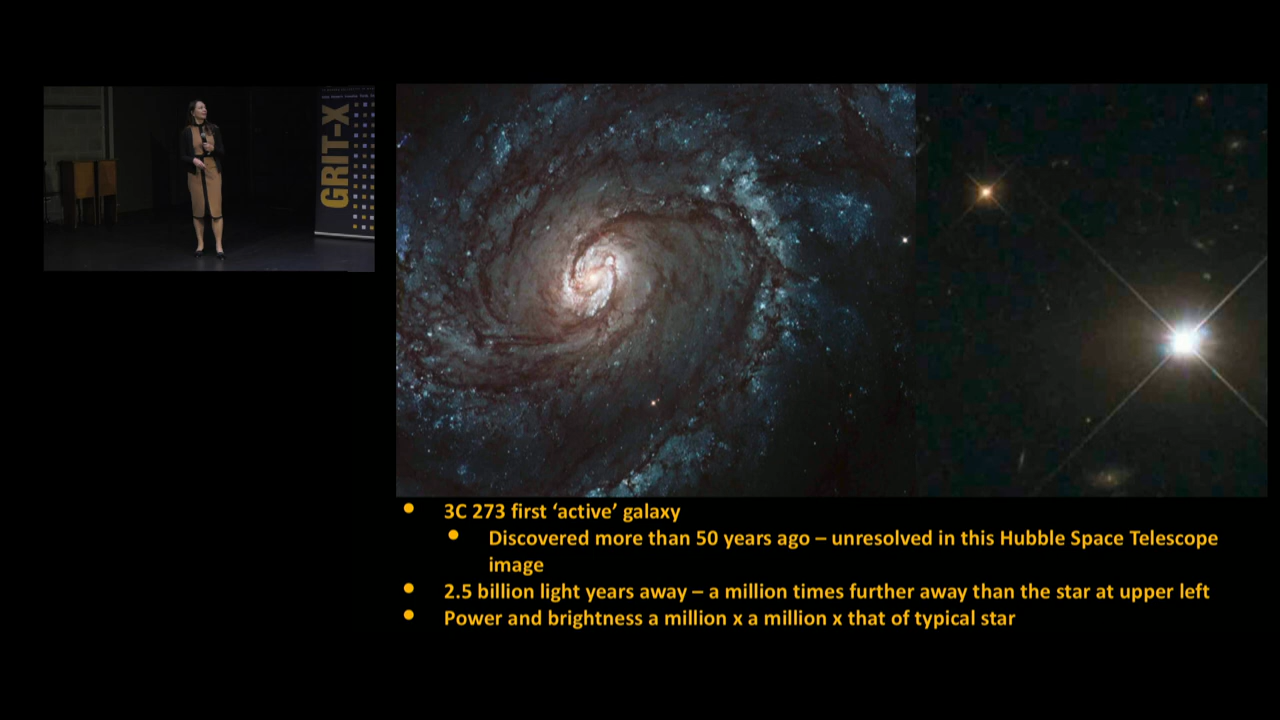 GRIT-X
3C 273 first ‘active’ galaxy
Discovered more than 50 years ago – unresolved in this Hubble Space Telescope
image
2.5 billion light years away – a million times further away than the star at upper left
Power and brightness a million x a million x that of typical star